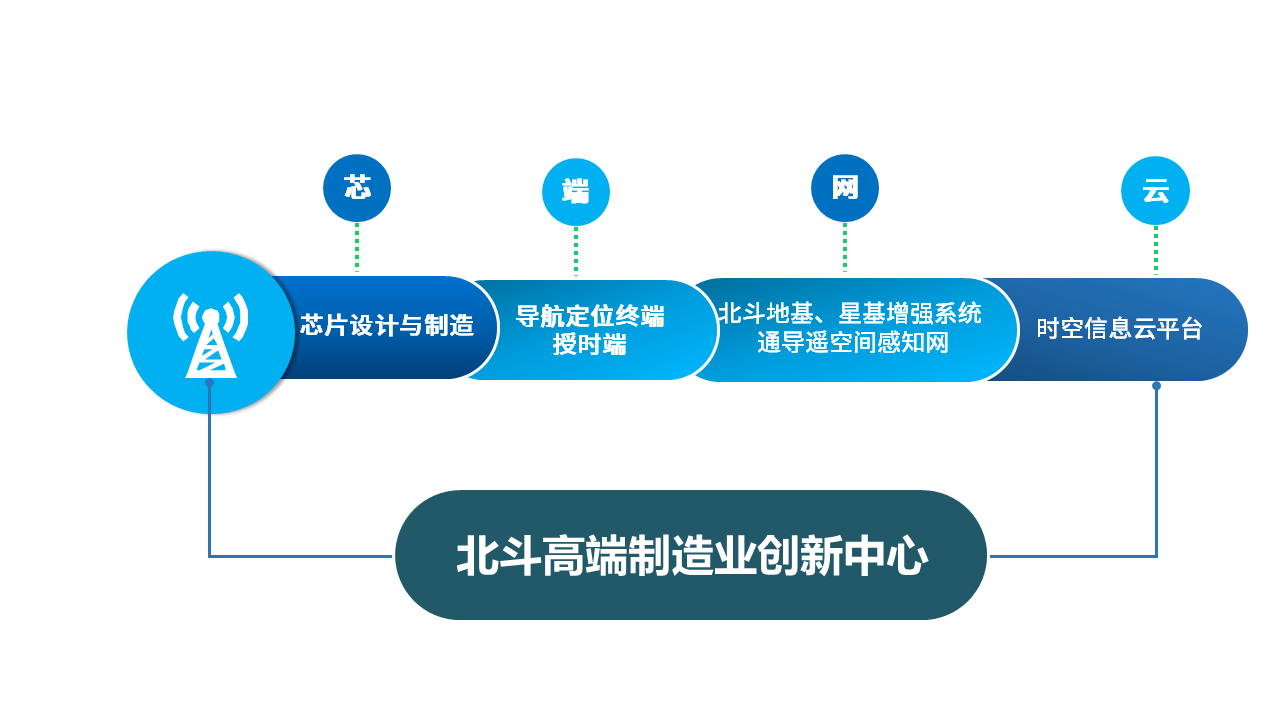 芯
端
网
云
芯片设计与制造
导航定位终端
授时端
北斗地基、星基增强系统
通导遥空间感知网
时空信息云平台
北斗高端制造业创新中心